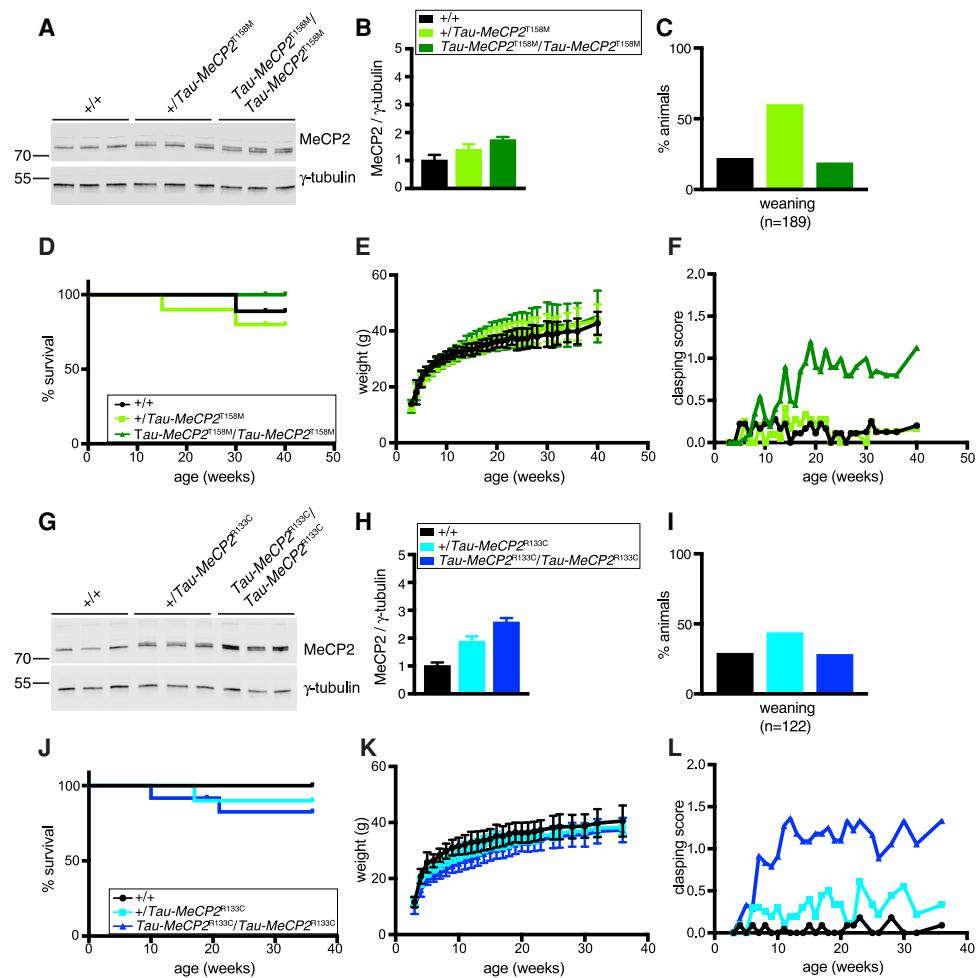 A
+/+
+/Tau-MeCP2T158M
Tau-MeCP2T158M/
Tau-MeCP2T158M
MeCP2
70
55
γ-tubulin
B
+/+
+/Tau-MeCP2T158M
Tau-MeCP2T158M/Tau-MeCP2T158M
MeCP2 / γ-tubulin
5
4
3
2
1
0
C
% animals
100
50
0
weaning
(n=189)
D
% survival
100
50
0
+/+
+/Tau-MeCP2T158M
Tau-MeCP2T158M/Tau-MeCP2T158M
0 10 20 30 40 50
age (weeks)
E
weight (g)
60
40
20
0
0 10 20 30 40 50
age (weeks)
F
clasping score
2.0
1.5
1.0
0.5
0.0
0 10 20 30 40 50
age (weeks)
G
+/+
+/Tau-MeCP2R133C
Tau-MeCP2R133C/
Tau-MeCP2R133C
MeCP2
70
55
γ-tubulin
H
+/+
+/Tau-MeCP2R133C
Tau-MeCP2R133C/Tau-MeCP2R133C
MeCP2 / γ-tubulin
5
4
3
2
1
0
I
% animals
100
50
0
weaning
(n=122)
J
% survival
100
50
0
+/+
+/Tau-MeCP2R133C
Tau-MeCP2R133C/Tau-MeCP2R133C
0 10 20 30 40
age (weeks)
K
weight (g)
60
40
20
0
0 10 20 30 40
age (weeks)
L
clasping score
2.0
1.5
1.0
0.5
0.0
0 10 20 30 40
age (weeks)